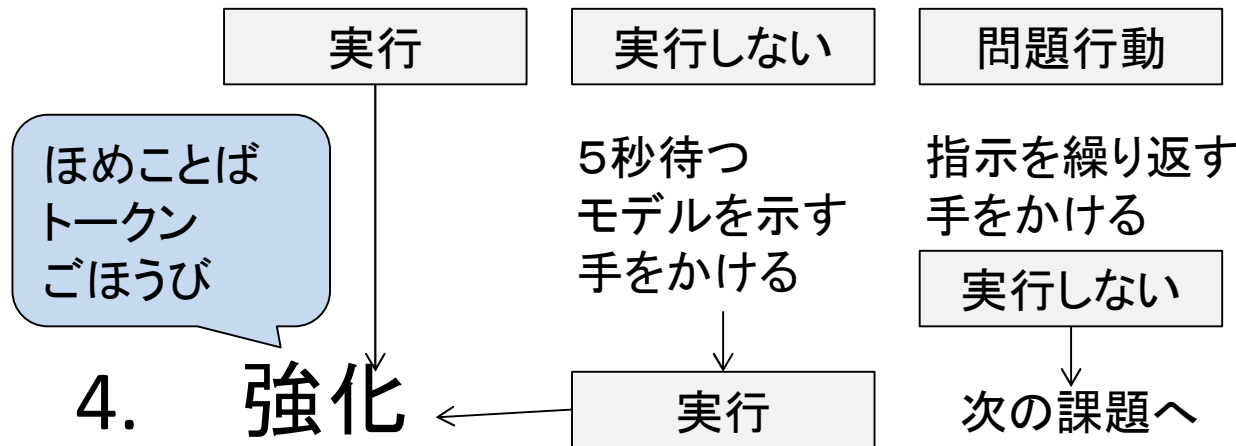 実行
実行しない
問題行動
ほめことば
トークン
ごほうび
5秒待つ
モデルを示す
手をかける
指示を繰り返す
手をかける
実行しない
4. 強化
実行
次の課題へ